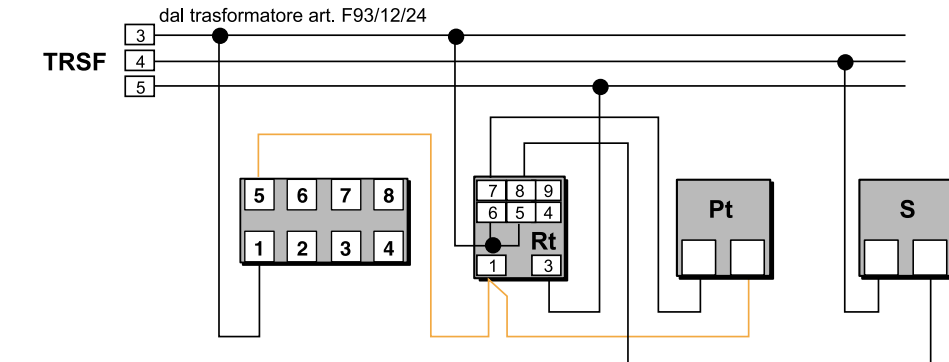 dal trasformatore art. F93/12/24
3
TRSF 4
5
5 6 7 8
1 2 3 4
7 8 9
6 5 4
Rt
1 3
Pt
S